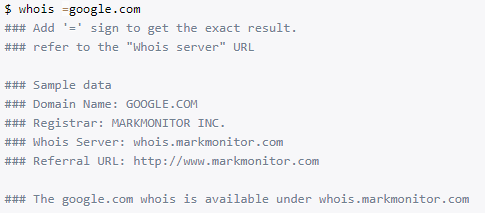 $ whois =google.com
### Add '=' sign to get the exact result.
### refer to the "Whois server" URL
### Sample data
### Domain Name: GOOGLE.COM
### Registrar: MARKMONITOR INC.
### Whois Server: whois.markmonitor.com
### Referral URL: http://www.markmonitor.com
### The google.com whois is available under whois.markmonitor.com